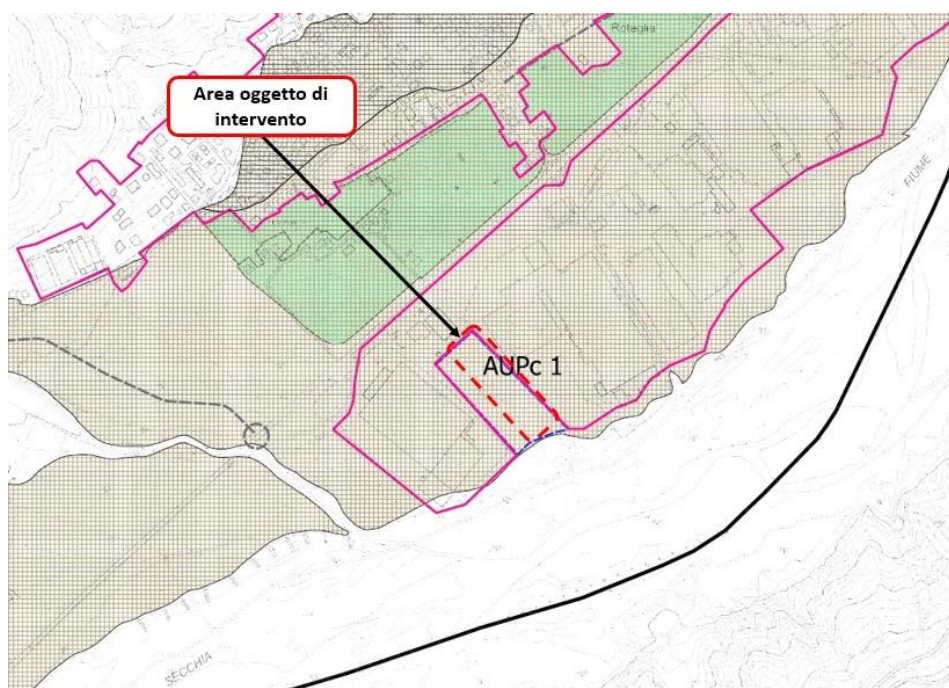 Roteglia
Area oggetto di
intervento
FIUME
AUPc 1
SECCHIA